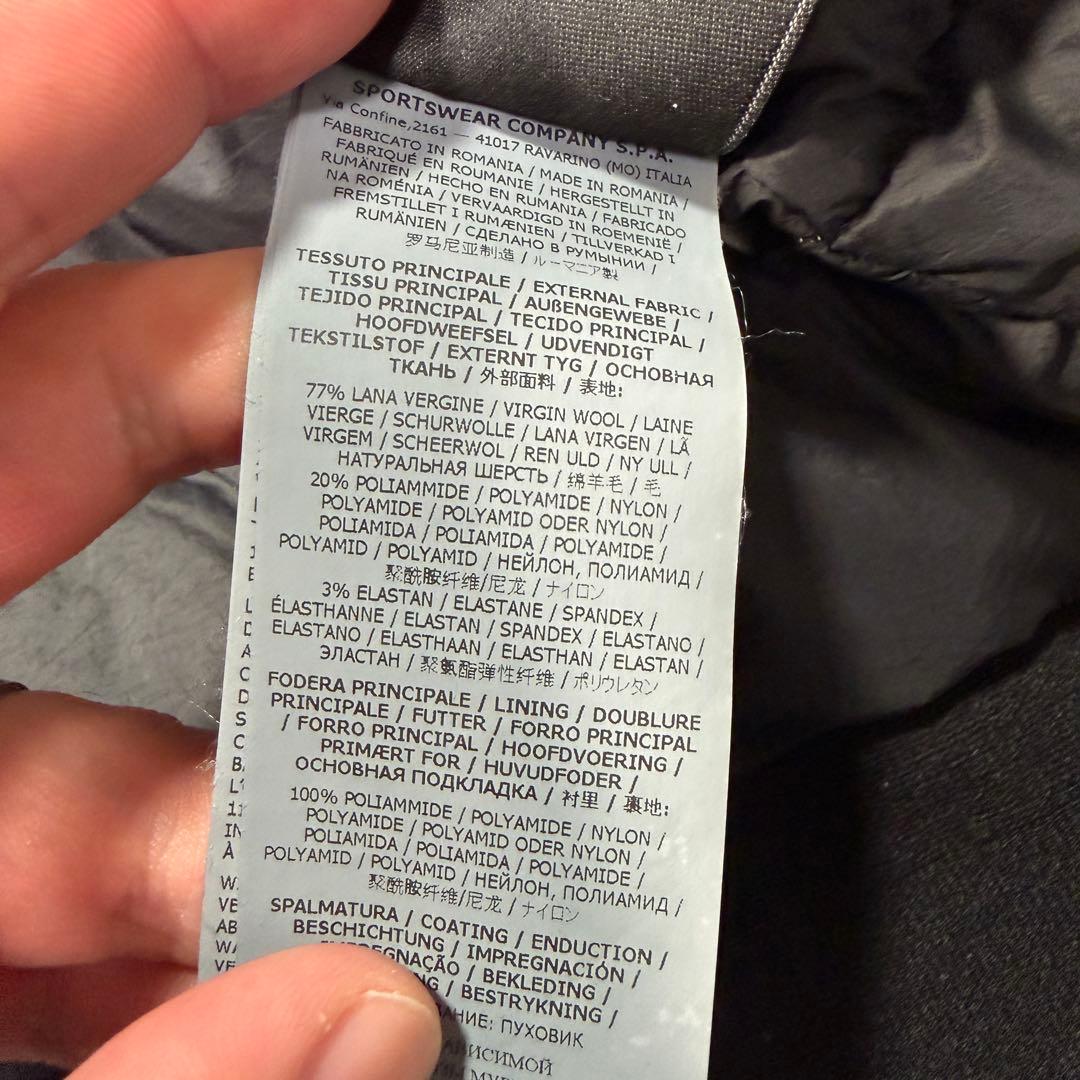 SPORTSWEAR COMPANY S.P.A.
Via Confine,2161 — 41017 RAVARINO (MO) ITALIA
FABBRICATO IN ROMANIA / MADE IN ROMANIA /
FABRIQUÉ EN ROUMANIE / HERGESTELLT IN
RUMÄNIEN / HECHO EN RUMANIA / FABRICADO
NA ROMÉNIA / VERVAARDIGD IN ROEMENIË /
FREMSTILLET I RUMÆNIEN / TILLVERKAD I
RUMÄNIEN / СДЕЛАНО В РУМЫНИИ /
罗马尼亚制造 / ルーマニア製
TESSUTO PRINCIPALE / EXTERNAL FABRIC /
TISSU PRINCIPAL / AUßENGEWEBE /
TEJIDO PRINCIPAL / TECIDO PRINCIPAL /
HOOFDWEEFSEL / UDVENDIGT
TEKSTILSTOF / EXTERNT TYG / ОСНОВНАЯ
ТКАНЬ / 外部面料 / 表地:
77% LANA VERGINE / VIRGIN WOOL / LAINE
VIERGE / SCHURWOLLE / LANA VIRGEN / LÃ
VIRGEM / SCHEERWOL / REN ULD / NY ULL /
НАТУРАЛЬНАЯ ШЕРСТЬ / 绵羊毛 / 毛
20% POLIAMMIDE / POLYAMIDE / NYLON /
POLYAMIDE / POLYAMID ODER NYLON /
POLIAMIDA / POLIAMIDA / POLYAMIDE /
POLYAMID / POLYAMID / НЕЙЛОН, ПОЛИАМИД /
聚酰胺纤维/尼龙 / ナイロン
3% ELASTAN / ELASTANE / SPANDEX /
ÉLASTHANNE / ELASTAN / SPANDEX / ELASTANO /
ELASTANO / ELASTHAAN / ELASTHAN / ELASTAN /
ЭЛАСТАН / 聚氨酯弹性纤维 / ポリウレタン
FODERA PRINCIPALE / LINING / DOUBLURE
PRINCIPALE / FUTTER / FORRO PRINCIPAL
/ FORRO PRINCIPAL / HOOFDVOERING /
PRIMÆRT FOR / HUVUDFODER /
ОСНОВНАЯ ПОДКЛАДКА / 衬里 / 裏地:
100% POLIAMMIDE / POLYAMIDE / NYLON /
POLYAMIDE / POLYAMID ODER NYLON /
POLIAMIDA / POLIAMIDA / POLYAMIDE /
POLYAMID / POLYAMID / НЕЙЛОН, ПОЛИАМИД /
聚酰胺纤维/尼龙 / ナイロン
SPALMATURA / COATING / ENDUCTION /
BESCHICHTUNG / IMPREGNACIÓN /
IMPREGNAÇÃO / BEKLEDING /
/ BESTRYKNING /
ПУХОВИК